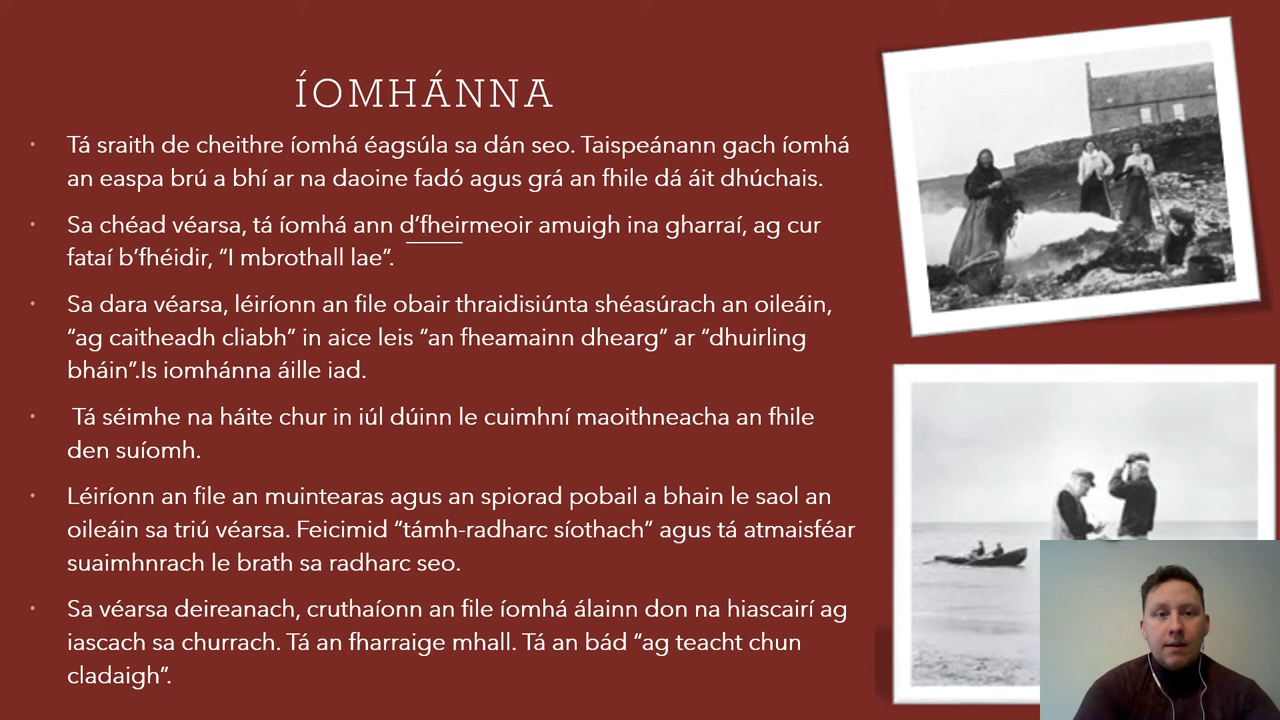 ÍOMHÁNNA
• Tá sraith de cheithre íomhá éagsúla sa dán seo. Taispeánann gach íomhá
an easpa brú a bhí ar na daoine fadó agus grá an fhile dá áit dhúchais.
• Sa chéad véarsa, tá íomhá ann d’fheirmeoir amuigh ina gharraí, ag cur
fataí b’fhéidir, “I mbrothall lae”.
• Sa dara véarsa, léiríonn an file obair thraidisiúnta shéasúrach an oileáin,
“ag caitheadh cliabh” in aice leis “an fheamainn dhearg” ar “dhuirling
bháin”.Is iomhánna áille iad.
• Tá séimhe na háite chur in iúl dúinn le cuimhní maoithneacha an fhile
den suíomh.
• Léiríonn an file an muintearas agus an spiorad pobail a bhain le saol an
oileáin sa triú véarsa. Feicimid “támh-radharc síothach” agus tá atmaisféar
suaimhnrach le brath sa radharc seo.
• Sa véarsa deireanach, cruthaíonn an file íomhá álainn don na hiascairí ag
iascach sa churrach. Tá an fharraige mhall. Tá an bád “ag teacht chun
cladaigh”.